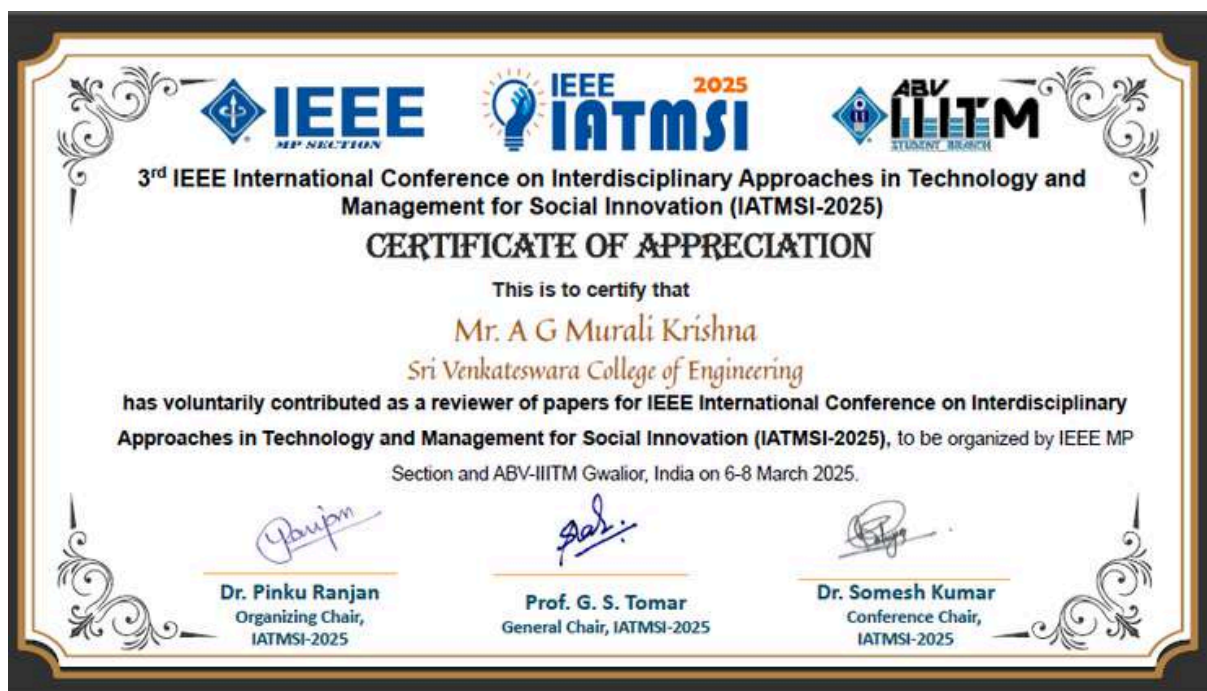 IEEE
MP SECTION
IEEE 2025
IATMSI
ABV
IIITM
STUDENT BRANCH
3rd IEEE International Conference on Interdisciplinary Approaches in Technology and
Management for Social Innovation (IATMSI-2025)
CERTIFICATE OF APPRECIATION
This is to certify that
Mr. A G Murali Krishna
Sri Venkateswara College of Engineering
has voluntarily contributed as a reviewer of papers for IEEE International Conference on Interdisciplinary
Approaches in Technology and Management for Social Innovation (IATMSI-2025), to be organized by IEEE MP
Section and ABV-IIITM Gwalior, India on 6-8 March 2025.
Dr. Pinku Ranjan
Organizing Chair,
IATMSI-2025
Prof. G. S. Tomar
General Chair, IATMSI-2025
Dr. Somesh Kumar
Conference Chair,
IATMSI-2025